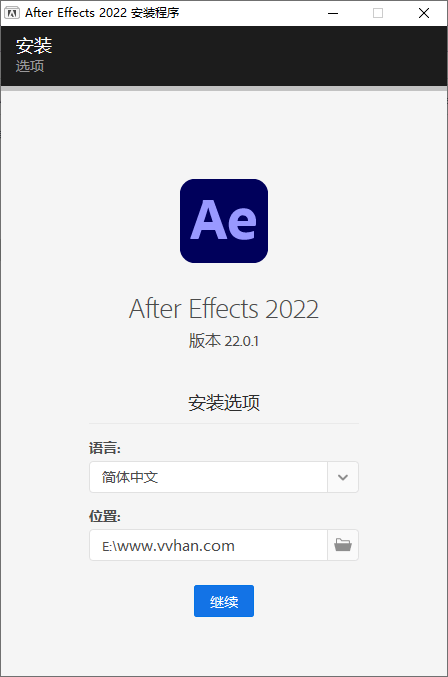 After Effects 2022 安装程序
安装
选项
Ae
After Effects 2022
版本 22.0.1
安装选项
语言:
简体中文
位置:
E:\www.vvhan.com
继续